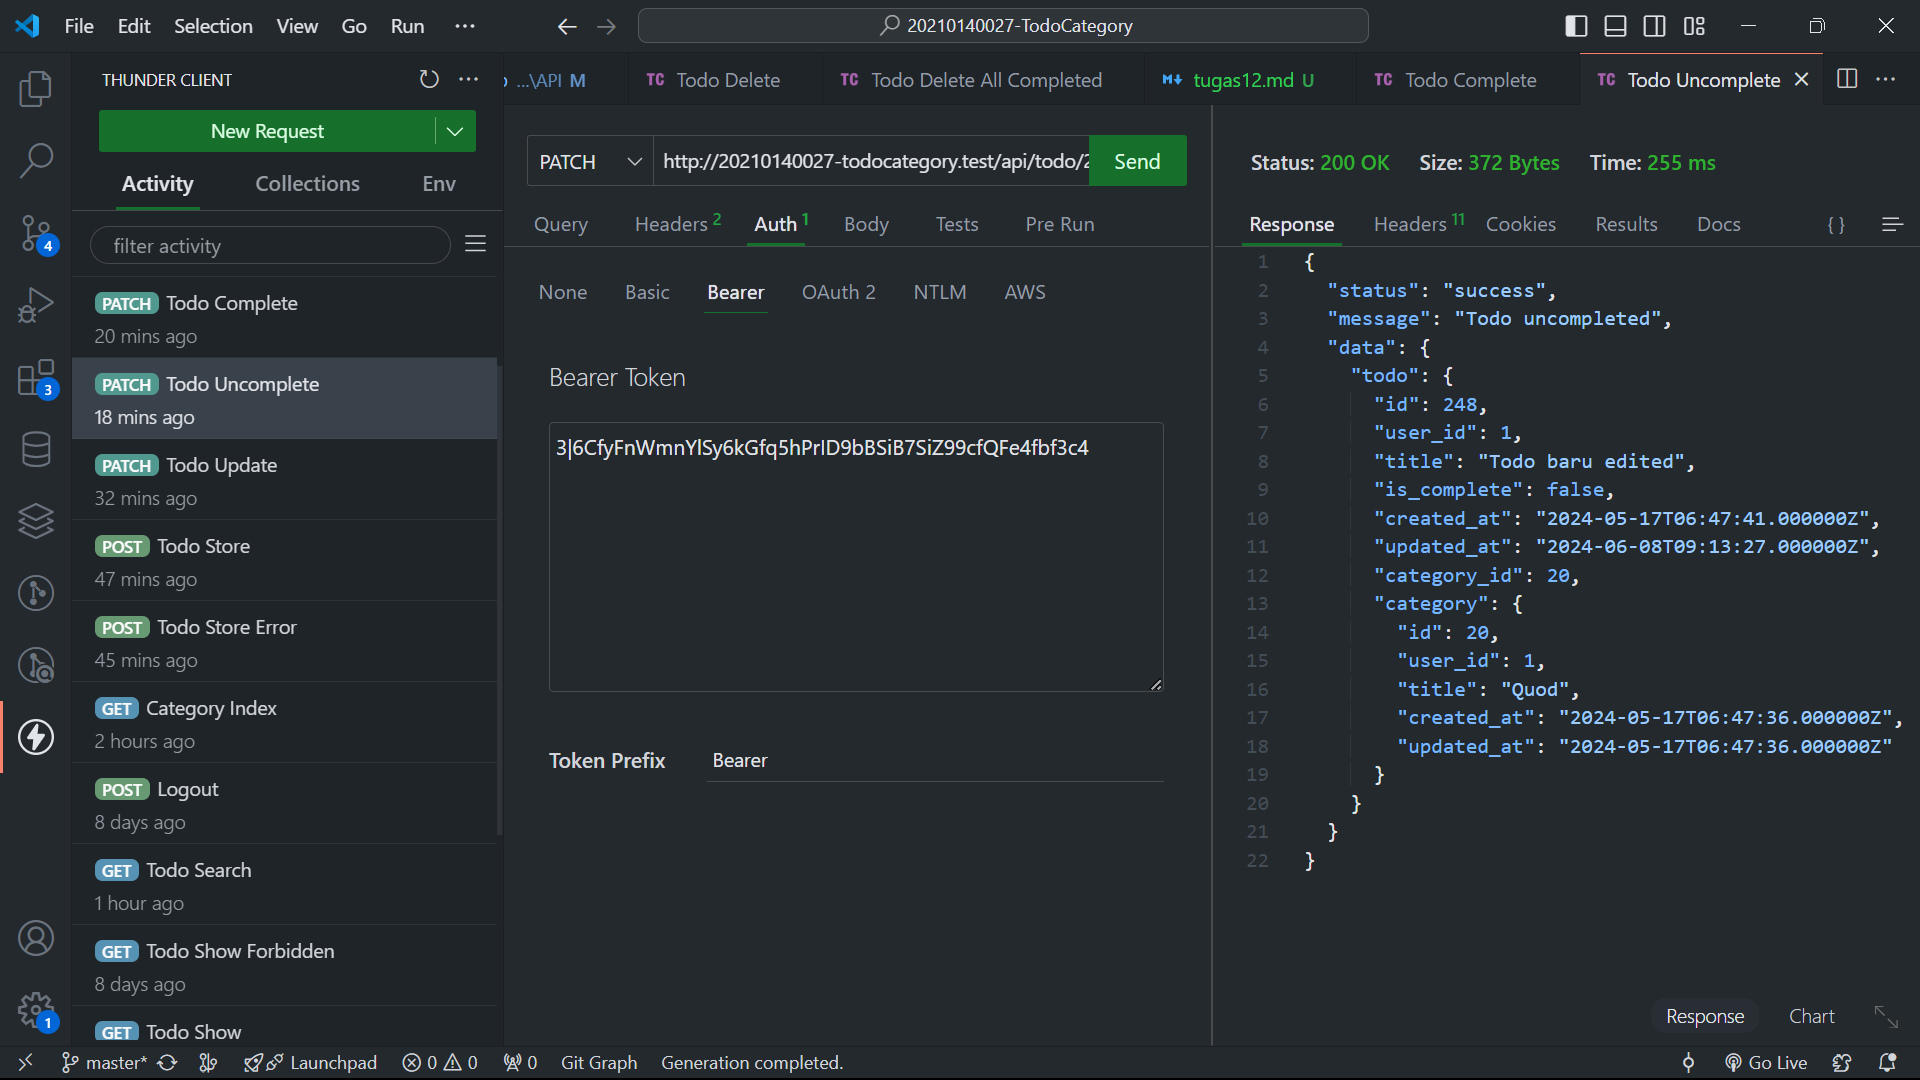 File Edit Selection View Go Run ...
20210140027-TodoCategory
THUNDER CLIENT
New Request
Activity Collections Env
filter activity
PATCH Todo Complete
20 mins ago
PATCH Todo Uncomplete
18 mins ago
PATCH Todo Update
32 mins ago
POST Todo Store
47 mins ago
POST Todo Store Error
45 mins ago
GET Category Index
2 hours ago
POST Logout
8 days ago
GET Todo Search
1 hour ago
GET Todo Show Forbidden
8 days ago
GET Todo Show
4
3
1
...\API M
TC Todo Delete
TC Todo Delete All Completed
tugas12.md U
TC Todo Complete
TC Todo Uncomplete
PATCH http://20210140027-todocategory.test/api/todo/2 Send
Query Headers 2 Auth 1 Body Tests Pre Run
None Basic Bearer OAuth 2 NTLM AWS
Bearer Token
3|6CfyFnWmnYlSy6kGfq5hPrID9bBSiB7SiZ99cfQFe4fbf3c4
Token Prefix Bearer
Status: 200 OK Size: 372 Bytes Time: 255 ms
Response Headers 11 Cookies Results Docs { }
1 {
2 "status": "success",
3 "message": "Todo uncompleted",
4 "data": {
5 "todo": {
6 "id": 248,
7 "user_id": 1,
8 "title": "Todo baru edited",
9 "is_complete": false,
10 "created_at": "2024-05-17T06:47:41.000000Z",
11 "updated_at": "2024-06-08T09:13:27.000000Z",
12 "category_id": 20,
13 "category": {
14 "id": 20,
15 "user_id": 1,
16 "title": "Quod",
17 "created_at": "2024-05-17T06:47:36.000000Z",
18 "updated_at": "2024-05-17T06:47:36.000000Z"
19 }
20 }
21 }
22 }
Response Chart
master* Launchpad 0 0 0 Git Graph Generation completed. Go Live